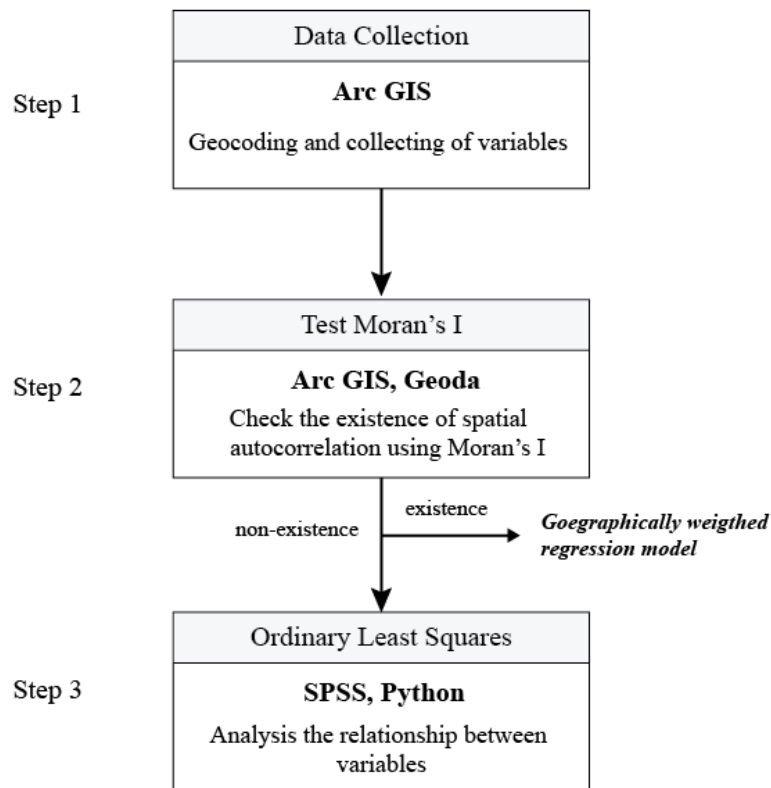 Data Collection
Step 1
Arc GIS
Geocoding and collecting of variables
Test Moran’s I
Step 2
Arc GIS, Geoda
Check the existence of spatial
autocorrelation using Moran’s I
existence
non-existence
Goegraphically weigthed
regression model
Ordinary Least Squares
Step 3
SPSS, Python
Analysis the relationship between
variables